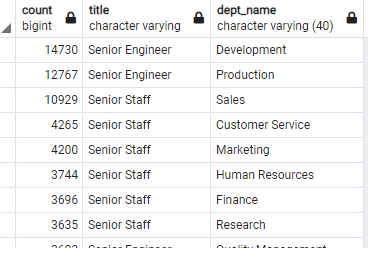 count title dept_name
bigint character varying character varying (40)
14730 Senior Engineer Development
12767 Senior Engineer Production
10929 Senior Staff Sales
4265 Senior Staff Customer Service
4200 Senior Staff Marketing
3744 Senior Staff Human Resources
3696 Senior Staff Finance
3635 Senior Staff Research
Senior Engineer Quality Management